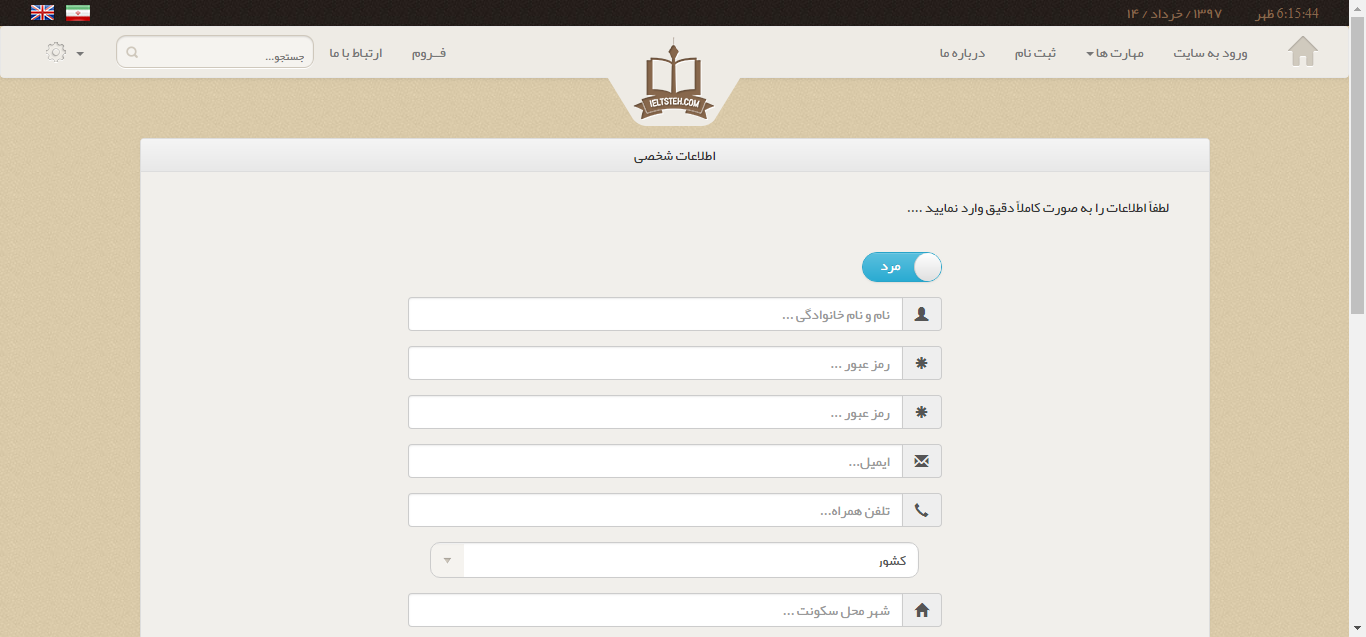 6:15:44 ظهر ۱۳۹۷ / خرداد / ۱۴
ورود به سایت مهارت ها ثبت نام درباره ما فـــروم ارتباط با ما جستجو...
IELTSTEH.COM
اطلاعات شخصی
لطفاً اطلاعات را به صورت کاملاً دقیق وارد نمایید ....
مرد
نام و نام خانوادگی ...
رمز عبور ...
رمز عبور ...
ایمیل...
تلفن همراه...
کشور
شهر محل سکونت ...